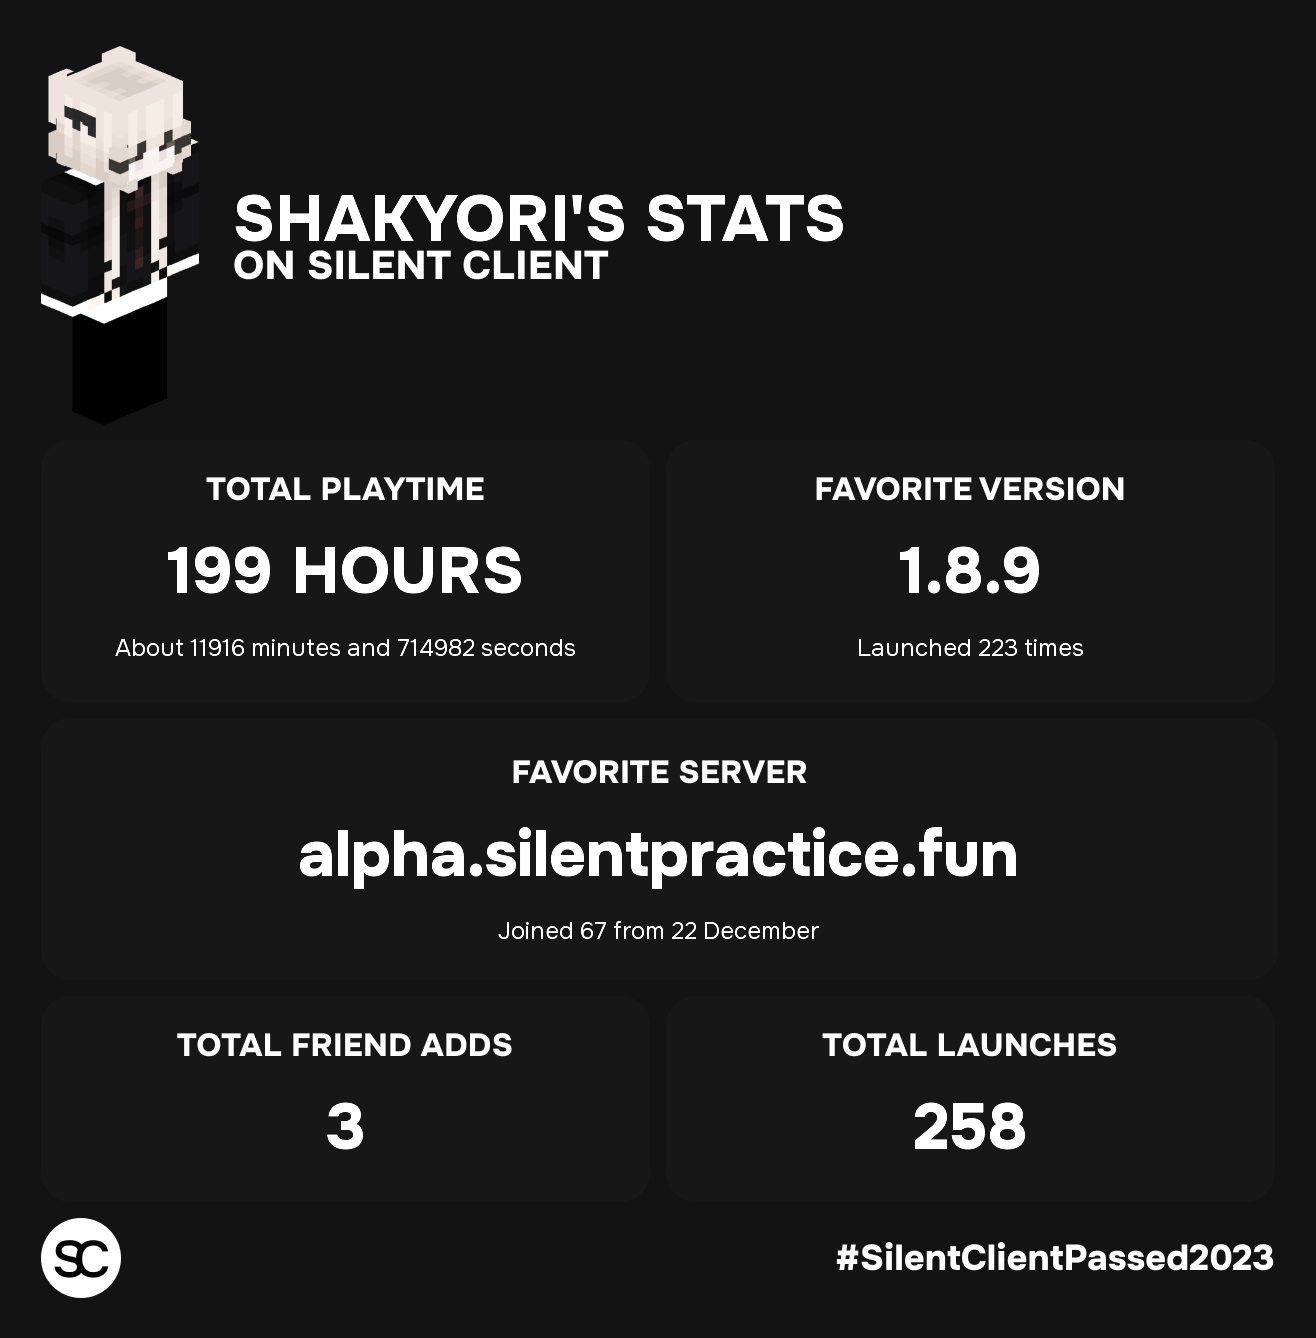 SHAKYORI'S STATS
ON SILENT CLIENT
TOTAL PLAYTIME
199 HOURS
About 11916 minutes and 714982 seconds
FAVORITE VERSION
1.8.9
Launched 223 times
FAVORITE SERVER
alpha.silentpractice.fun
Joined 67 from 22 December
TOTAL FRIEND ADDS
3
TOTAL LAUNCHES
258
SC
#SilentClientPassed2023